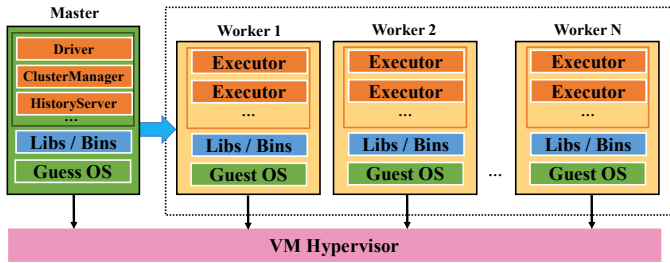 Master
Driver
ClusterManager
HistoryServer
...
Libs / Bins
Guess OS
Worker 1
Executor
Executor
...
Libs / Bins
Guest OS
Worker 2
Executor
Executor
...
Libs / Bins
Guest OS
...
Worker N
Executor
Executor
...
Libs / Bins
Guest OS
VM Hypervisor